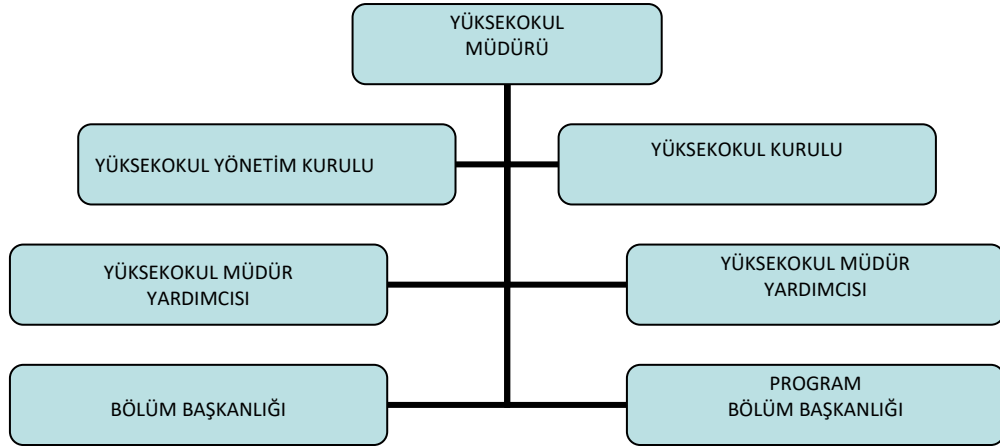 YÜKSEKOKUL
MÜDÜRÜ
YÜKSEKOKUL YÖNETİM KURULU
YÜKSEKOKUL KURULU
YÜKSEKOKUL MÜDÜR
YARDIMCISI
YÜKSEKOKUL MÜDÜR
YARDIMCISI
BÖLÜM BAŞKANLIĞI
PROGRAM
BÖLÜM BAŞKANLIĞI